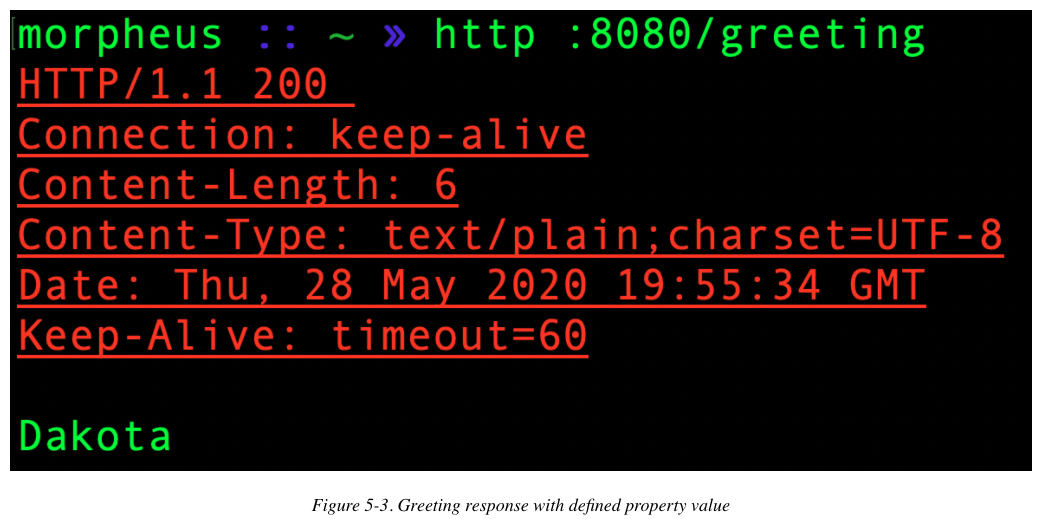 morpheus :: ~ » http :8080/greeting
HTTP/1.1 200
Connection: keep-alive
Content-Length: 6
Content-Type: text/plain;charset=UTF-8
Date: Thu, 28 May 2020 19:55:34 GMT
Keep-Alive: timeout=60
Dakota
Figure 5-3. Greeting response with defined property value